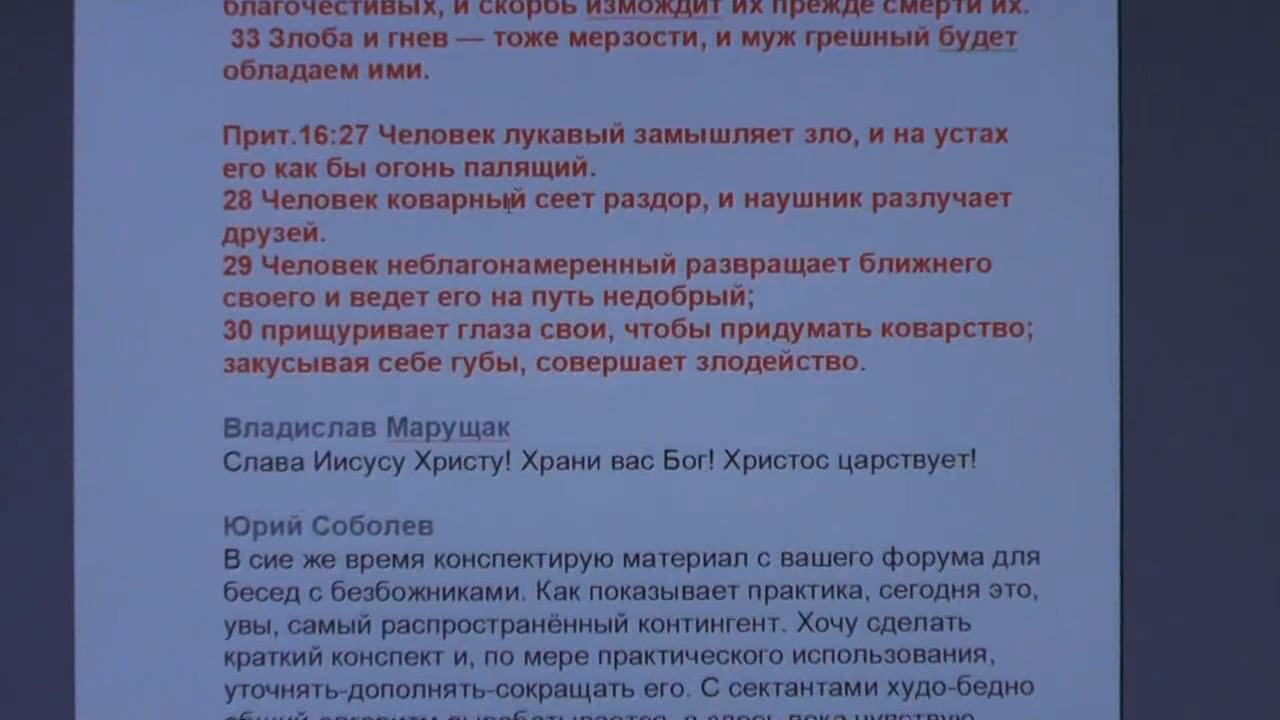 благочестивых, и скорбь измождит их прежде смерти их.
33 Злоба и гнев — тоже мерзости, и муж грешный будет
обладаем ими.
Прит.16:27 Человек лукавый замышляет зло, и на устах
его как бы огонь палящий.
28 Человек коварный сеет раздор, и наушник разлучает
друзей.
29 Человек неблагонамеренный развращает ближнего
своего и ведет его на путь недобрый;
30 прищуривает глаза свои, чтобы придумать коварство;
закусывая себе губы, совершает злодейство.
Владислав Марущак
Слава Иисусу Христу! Храни вас Бог! Христос царствует!
Юрий Соболев
В сие же время конспектирую материал с вашего форума для
бесед с безбожниками. Как показывает практика, сегодня это,
увы, самый распространённый контингент. Хочу сделать
краткий конспект и, по мере практического использования,
уточнять-дополнять-сокращать его. С сектантами худо-бедно